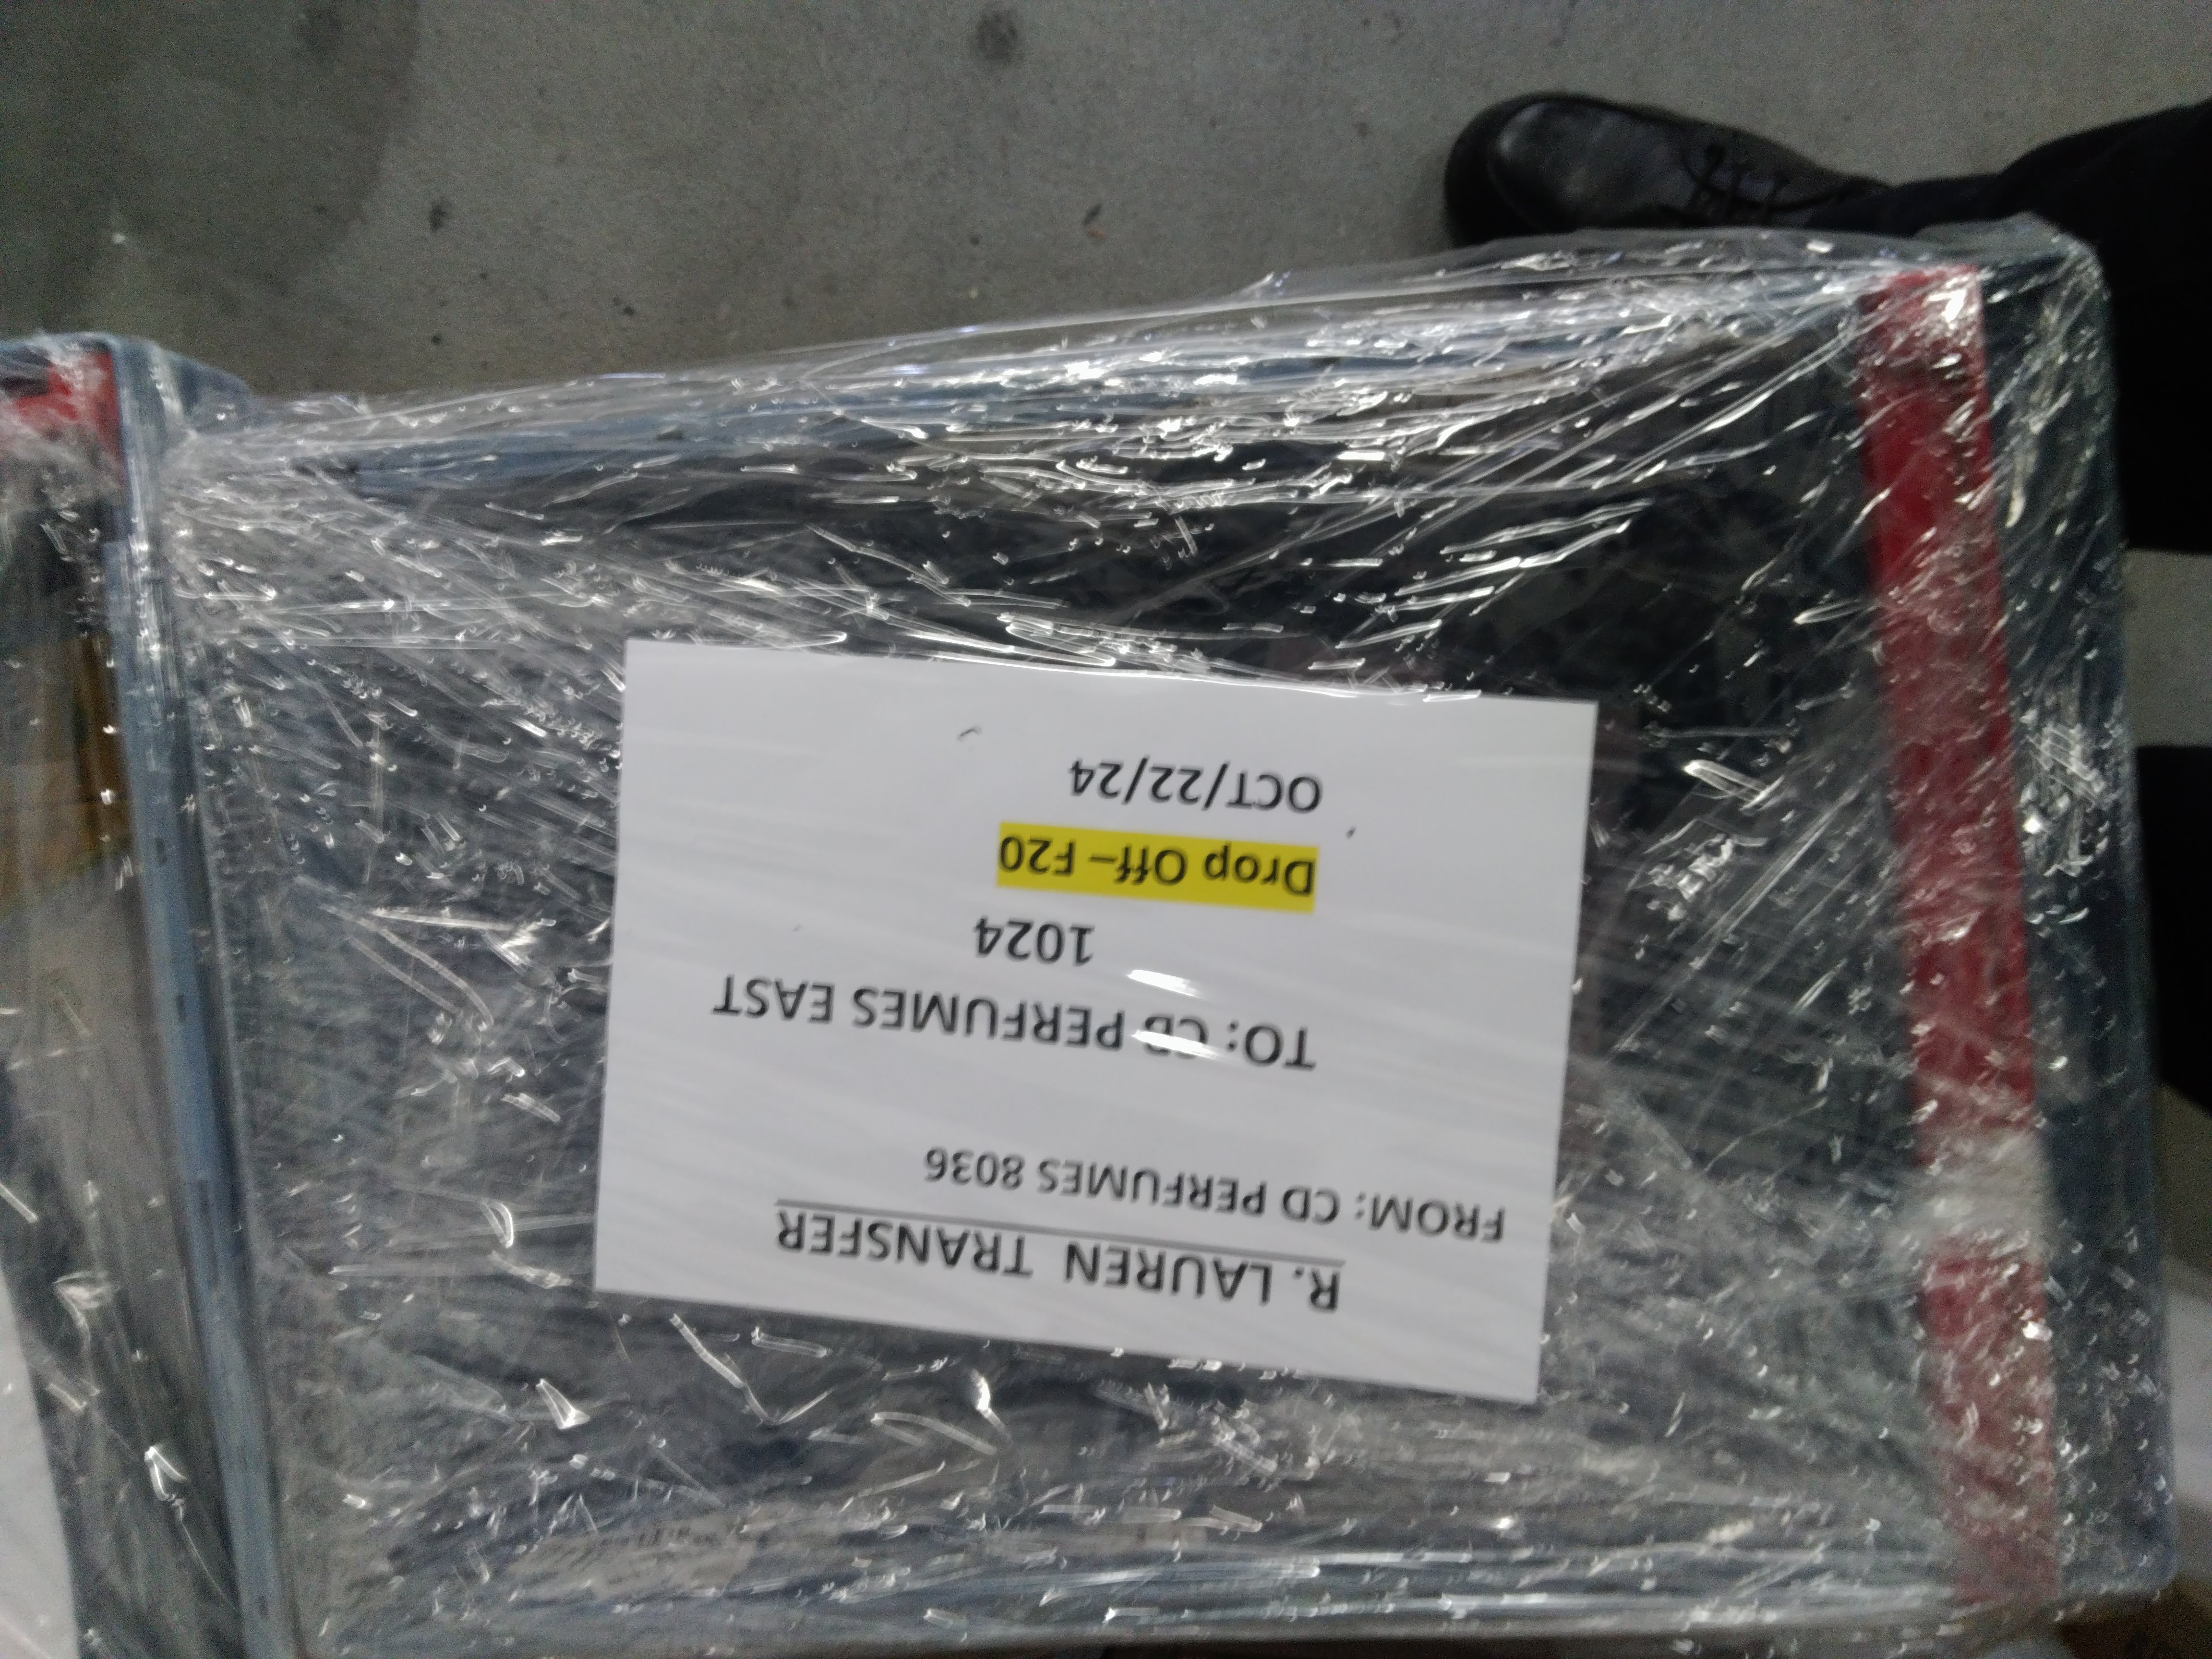 R. LAUREN TRANSFER
FROM: CD PERFUMES 8036
TO: CD PERFUMES EAST
1024
Drop Off– F20
OCT/22/24